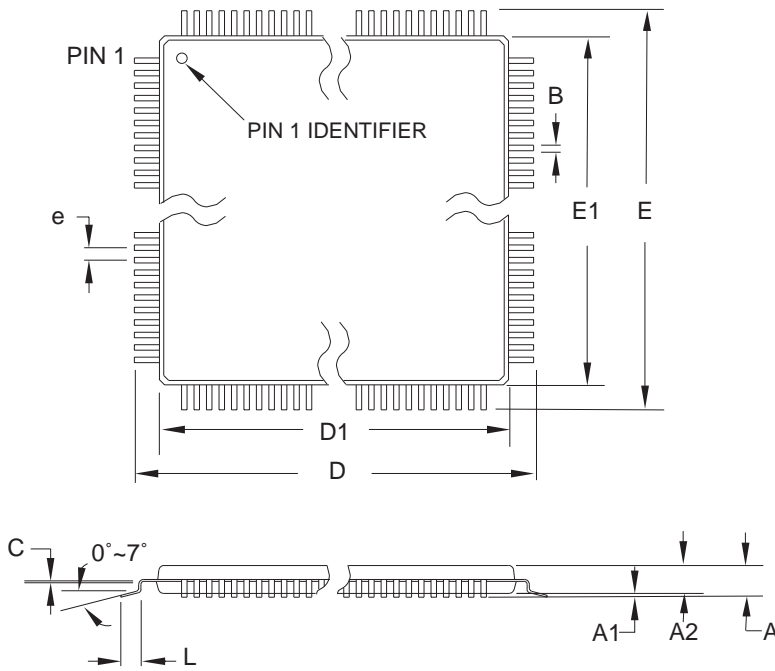 PIN 1
PIN 1 IDENTIFIER
B
e
E1
E
D1
D
C
0°~7°
L
A1
A2
A